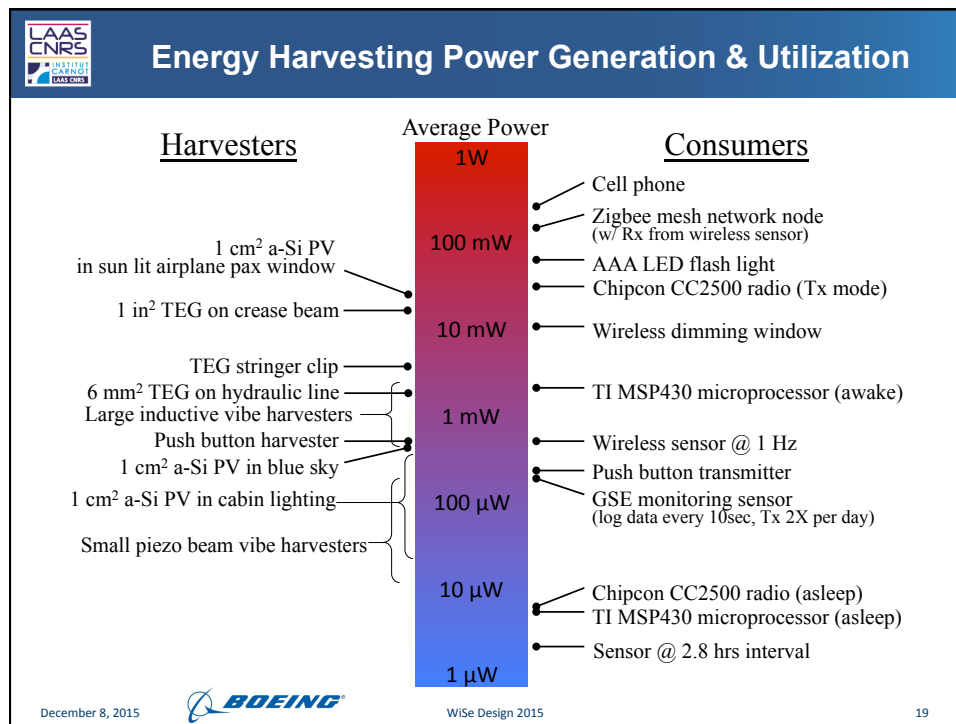 LAAS
CNRS
INSTITUT
CARNOT
LAAS CNRS
Energy Harvesting Power Generation & Utilization
Harvesters
Average Power
Consumers
1W
100 mW
10 mW
1 mW
100 µW
10 µW
1 µW
1 cm² a-Si PV
in sun lit airplane pax window
1 in² TEG on crease beam
TEG stringer clip
6 mm² TEG on hydraulic line
Large inductive vibe harvesters
Push button harvester
1 cm² a-Si PV in blue sky
1 cm² a-Si PV in cabin lighting
Small piezo beam vibe harvesters
Cell phone
Zigbee mesh network node
(w/ Rx from wireless sensor)
AAA LED flash light
Chipcon CC2500 radio (Tx mode)
Wireless dimming window
TI MSP430 microprocessor (awake)
Wireless sensor @ 1 Hz
Push button transmitter
GSE monitoring sensor
(log data every 10sec, Tx 2X per day)
Chipcon CC2500 radio (asleep)
TI MSP430 microprocessor (asleep)
Sensor @ 2.8 hrs interval
December 8, 2015
BOEING
WiSe Design 2015
19